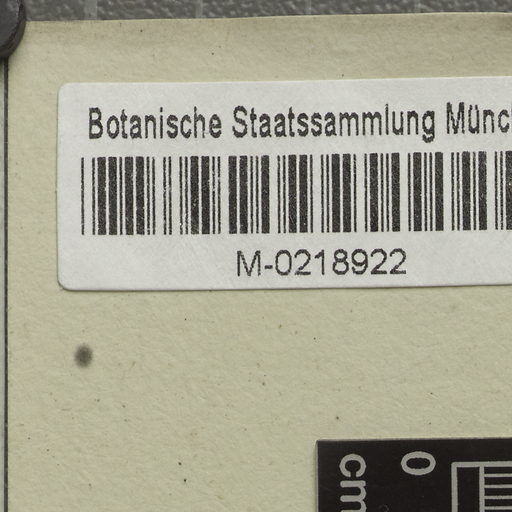 Botanische Staatssammlung Münc
M-0218922
0
cm